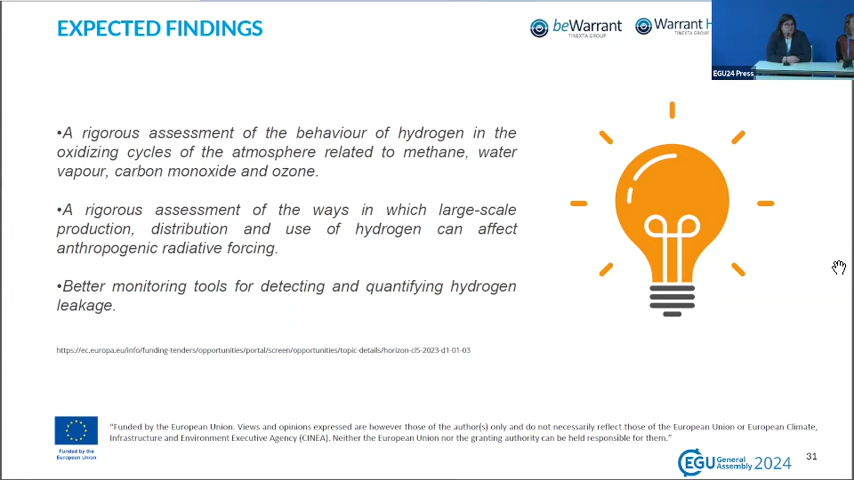 EXPECTED FINDINGS
beWarrant
TINEXTA GROUP
Warrant H
TINEXTA GROUP
EGU24 Press
•A rigorous assessment of the behaviour of hydrogen in the
oxidizing cycles of the atmosphere related to methane, water
vapour, carbon monoxide and ozone.
•A rigorous assessment of the ways in which large-scale
production, distribution and use of hydrogen can affect
anthropogenic radiative forcing.
•Better monitoring tools for detecting and quantifying hydrogen
leakage.
https://ec.europa.eu/info/funding-tenders/opportunities/portal/screen/opportunities/topic-details/horizon-cl5-2023-d1-01-03
Funded by the
European Union
"Funded by the European Union. Views and opinions expressed are however those of the author(s) only and do not necessarily reflect those of the European Union or European Climate,
Infrastructure and Environment Executive Agency (CINEA). Neither the European Union nor the granting authority can be held responsible for them."
EGU General
Assembly 2024
31